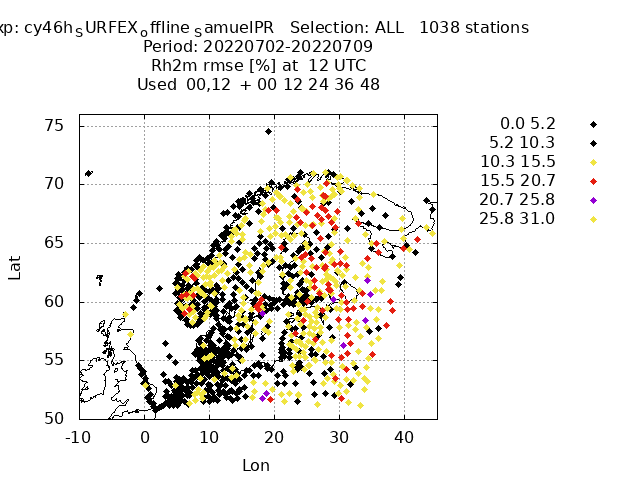 xp: cy46hSURFEXoffline SamuelPR Selection: ALL 1038 stations
Period: 20220702-20220709
Rh2m rmse [%] at 12 UTC
Used 00,12 + 00 12 24 36 48
0.0 5.2
5.2 10.3
10.3 15.5
15.5 20.7
20.7 25.8
25.8 31.0
75
70
65
60
55
50
Lat
-10 0 10 20 30 40
Lon